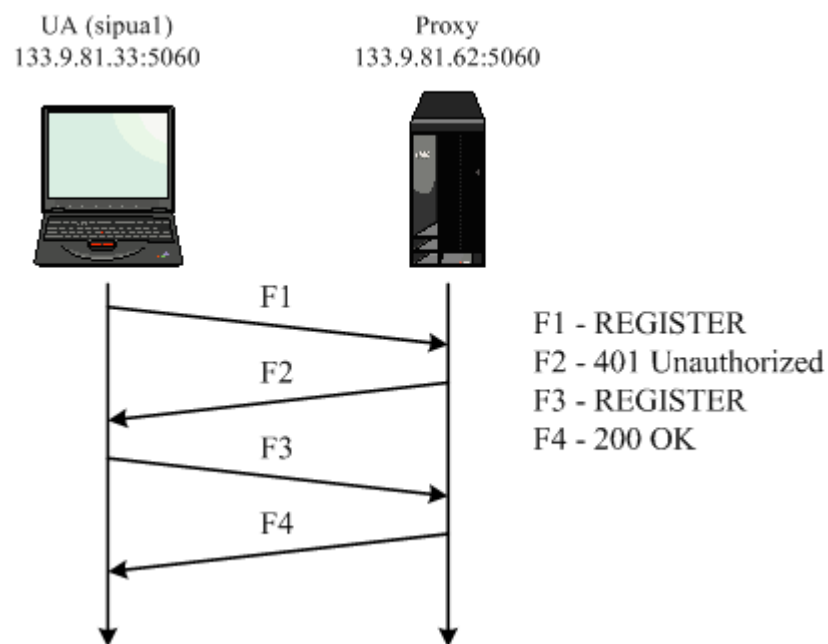 UA (sipua1)
133.9.81.33:5060
Proxy
133.9.81.62:5060
F1
F2
F3
F4
F1 - REGISTER
F2 - 401 Unauthorized
F3 - REGISTER
F4 - 200 OK